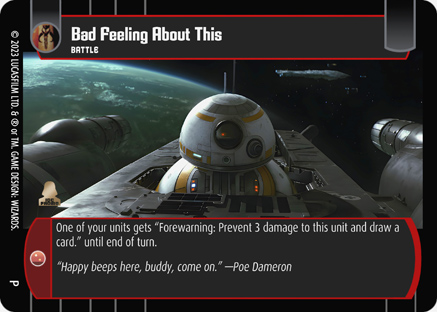 Bad Feeling About This
BATTLE
© 2023 LUCASFILM LTD. & ® or TM. GAME DESIGN: WIZARDS.
One of your units gets “Forewarning: Prevent 3 damage to this unit and draw a
card.” until end of turn.
“Happy beeps here, buddy, come on.” —Poe Dameron
P